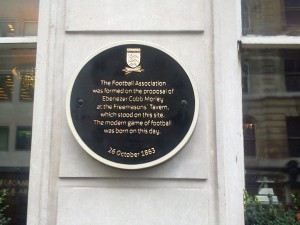 The Football Association
was formed on the proposal of
Ebenezer Cobb Morley
at the Freemasons' Tavern,
which stood on this site.
The modern game of football
was born on this day.
26 October 1863